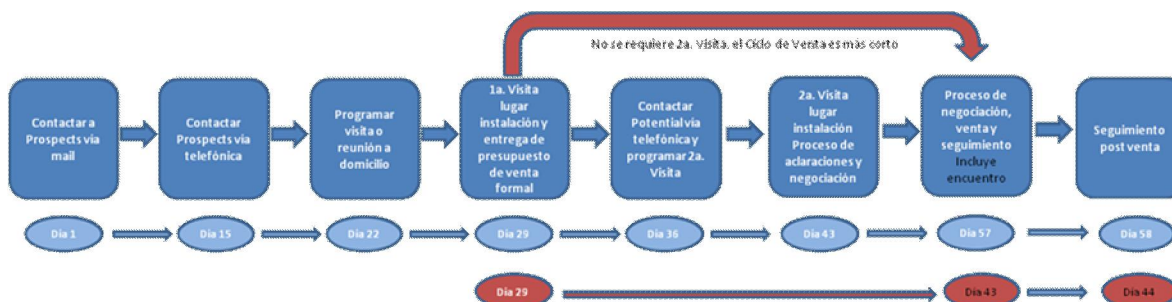 No se requiere 2a. Visita, el Ciclo de Venta es más corto
Contactar a
Prospects via
mail
Contactar
Prospects via
telefónica
Programar
visita o
reunión a
domicilio
1a. Visita
lugar
instalación y
entrega de
presupuesto
de venta
formal
Contactar
Potential via
telefónica y
programar 2a.
Visita
2a. Visita
lugar
instalación
Proceso de
aclaraciones y
negociación
Proceso de
negociación,
venta y
seguimiento
Incluye
encuentro
Seguimiento
post venta
Dia 1
Dia 15
Dia 22
Dia 29
Dia 36
Dia 43
Dia 57
Dia 58
Dia 29
Dia 43
Dia 44